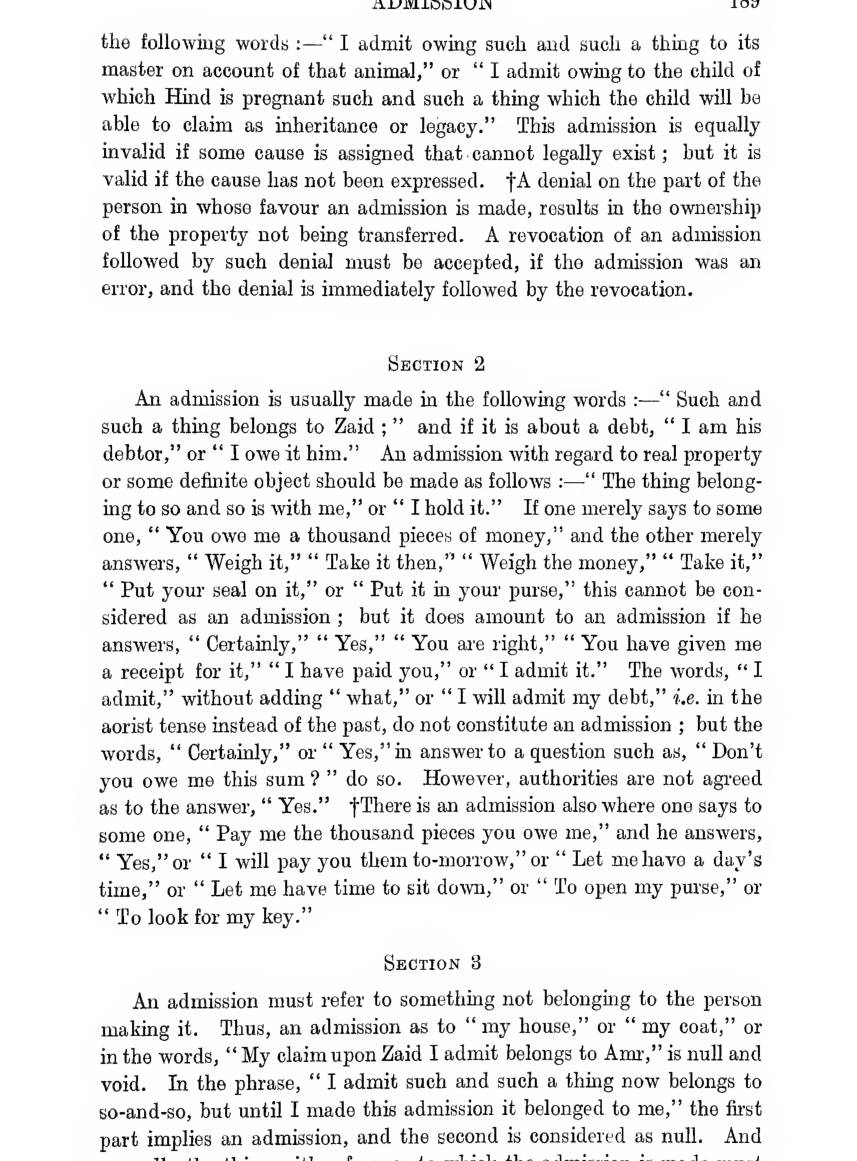 ADMISSION 189
the following words :—“ I admit owing such and such a thing to its
master on account of that animal,” or “ I admit owing to the child of
which Hind is pregnant such and such a thing which the child will be
able to claim as inheritance or legacy.” This admission is equally
invalid if some cause is assigned that cannot legally exist ; but it is
valid if the cause has not been expressed. †A denial on the part of the
person in whose favour an admission is made, results in the ownership
of the property not being transferred. A revocation of an admission
followed by such denial must be accepted, if the admission was an
error, and the denial is immediately followed by the revocation.
SECTION 2
An admission is usually made in the following words :—“ Such and
such a thing belongs to Zaid ; ” and if it is about a debt, “ I am his
debtor,” or “ I owe it him.” An admission with regard to real property
or some definite object should be made as follows :—“ The thing belong-
ing to so and so is with me,” or “ I hold it.” If one merely says to some
one, “ You owe me a thousand pieces of money,” and the other merely
answers, “ Weigh it,” “ Take it then,” “ Weigh the money,” “ Take it,”
“ Put your seal on it,” or “ Put it in your purse,” this cannot be con-
sidered as an admission ; but it does amount to an admission if he
answers, “ Certainly,” “ Yes,” “ You are right,” “ You have given me
a receipt for it,” “ I have paid you,” or “ I admit it.” The words, “ I
admit,” without adding “ what,” or “ I will admit my debt,” i.e. in the
aorist tense instead of the past, do not constitute an admission ; but the
words, “ Certainly,” or “ Yes,” in answer to a question such as, “ Don’t
you owe me this sum ? ” do so. However, authorities are not agreed
as to the answer, “ Yes.” †There is an admission also where one says to
some one, “ Pay me the thousand pieces you owe me,” and he answers,
“ Yes,” or “ I will pay you them to-morrow,” or “ Let me have a day’s
time,” or “ Let me have time to sit down,” or “ To open my purse,” or
“ To look for my key.”
SECTION 3
An admission must refer to something not belonging to the person
making it. Thus, an admission as to “ my house,” or “ my coat,” or
in the words, “ My claim upon Zaid I admit belongs to Amr,” is null and
void. In the phrase, “ I admit such and such a thing now belongs to
so-and-so, but until I made this admission it belonged to me,” the first
part implies an admission, and the second is considered as null. And